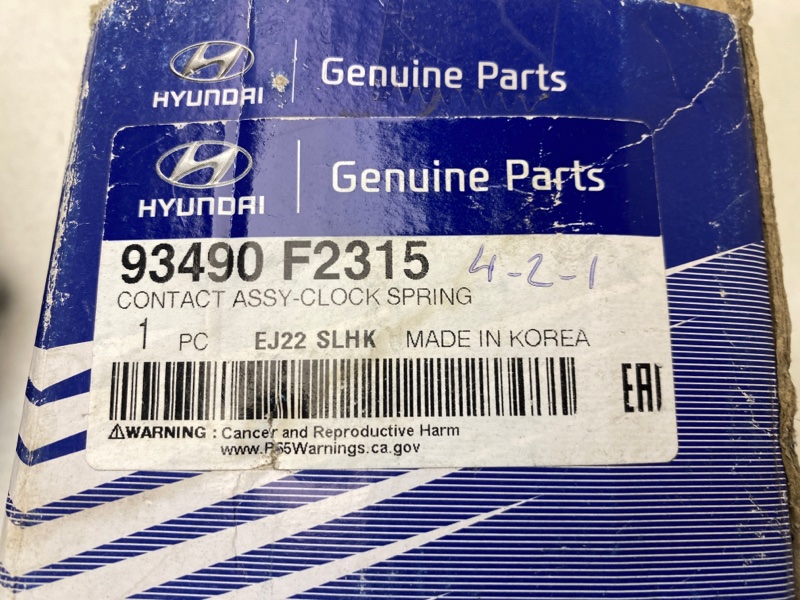 HYUNDAI Genuine Parts
HYUNDAI Genuine Parts
93490 F2315 4-2-1
CONTACT ASSY-CLOCK SPRING
1 PC EJ22 SLHK MADE IN KOREA
EAC
⚠WARNING : Cancer and Reproductive Harm
www.P65Warnings.ca.gov